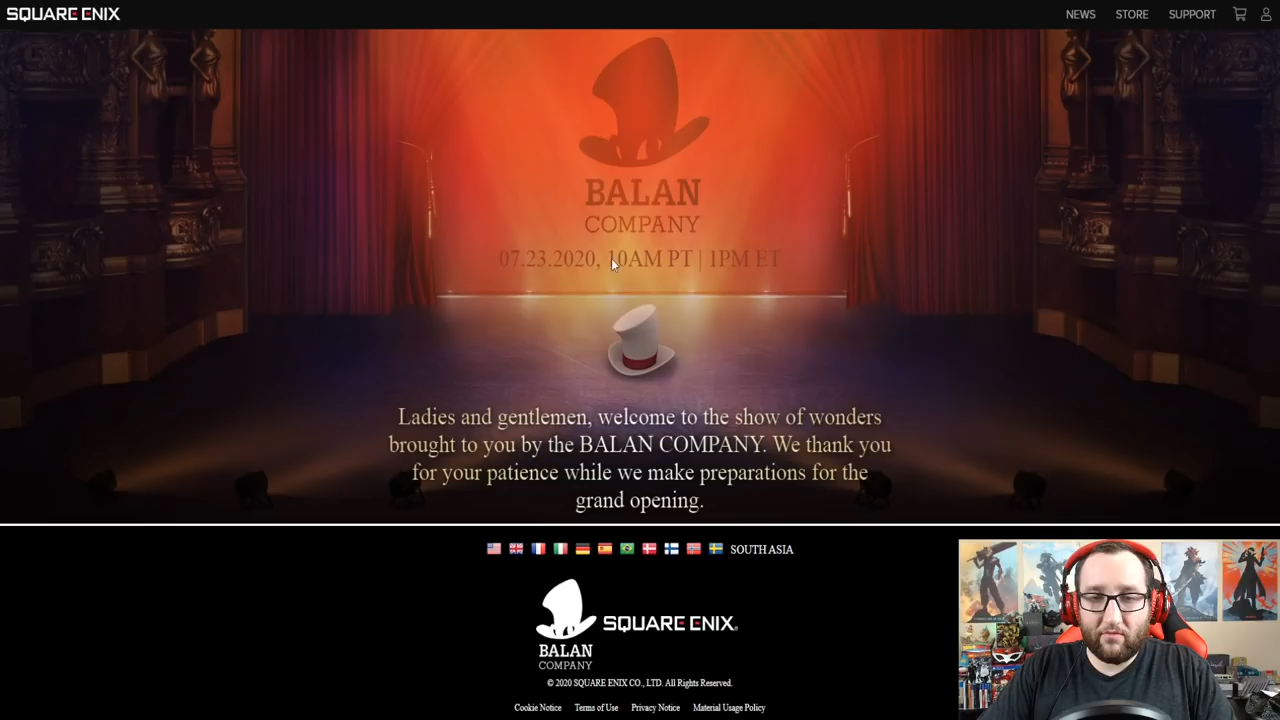 SQUARE ENIX
NEWS STORE SUPPORT
BALAN
COMPANY
07.23.2020, 10AM PT | 1PM ET
Ladies and gentlemen, welcome to the show of wonders
brought to you by the BALAN COMPANY. We thank you
for your patience while we make preparations for the
grand opening.
SOUTH ASIA
SQUARE ENIX®
BALAN
COMPANY
© 2020 SQUARE ENIX CO., LTD. All Rights Reserved.
Cookie Notice Terms of Use Privacy Notice Material Usage Policy